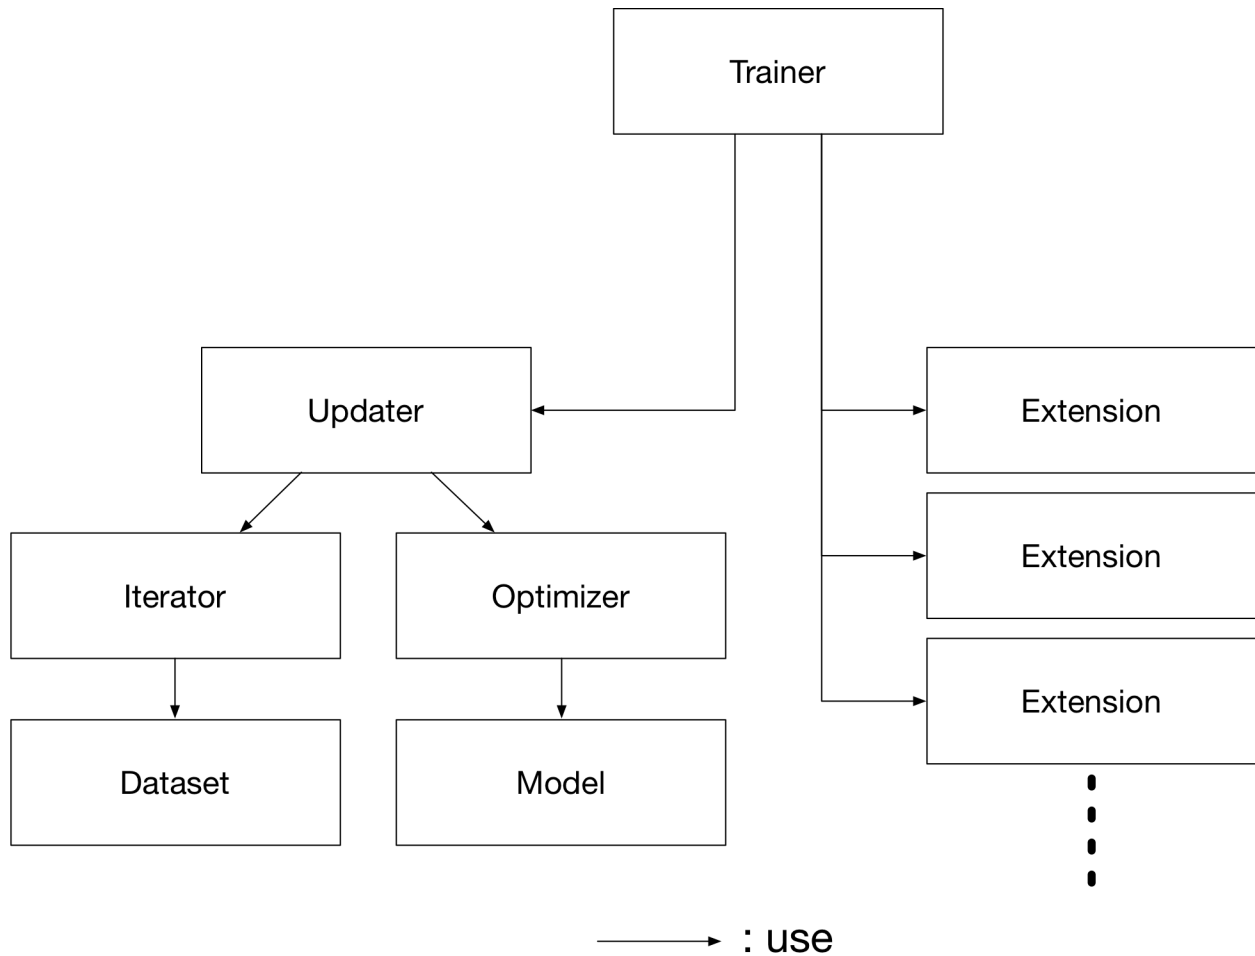 Trainer
Updater
Extension
Extension
Iterator
Optimizer
Extension
Dataset
Model
: use